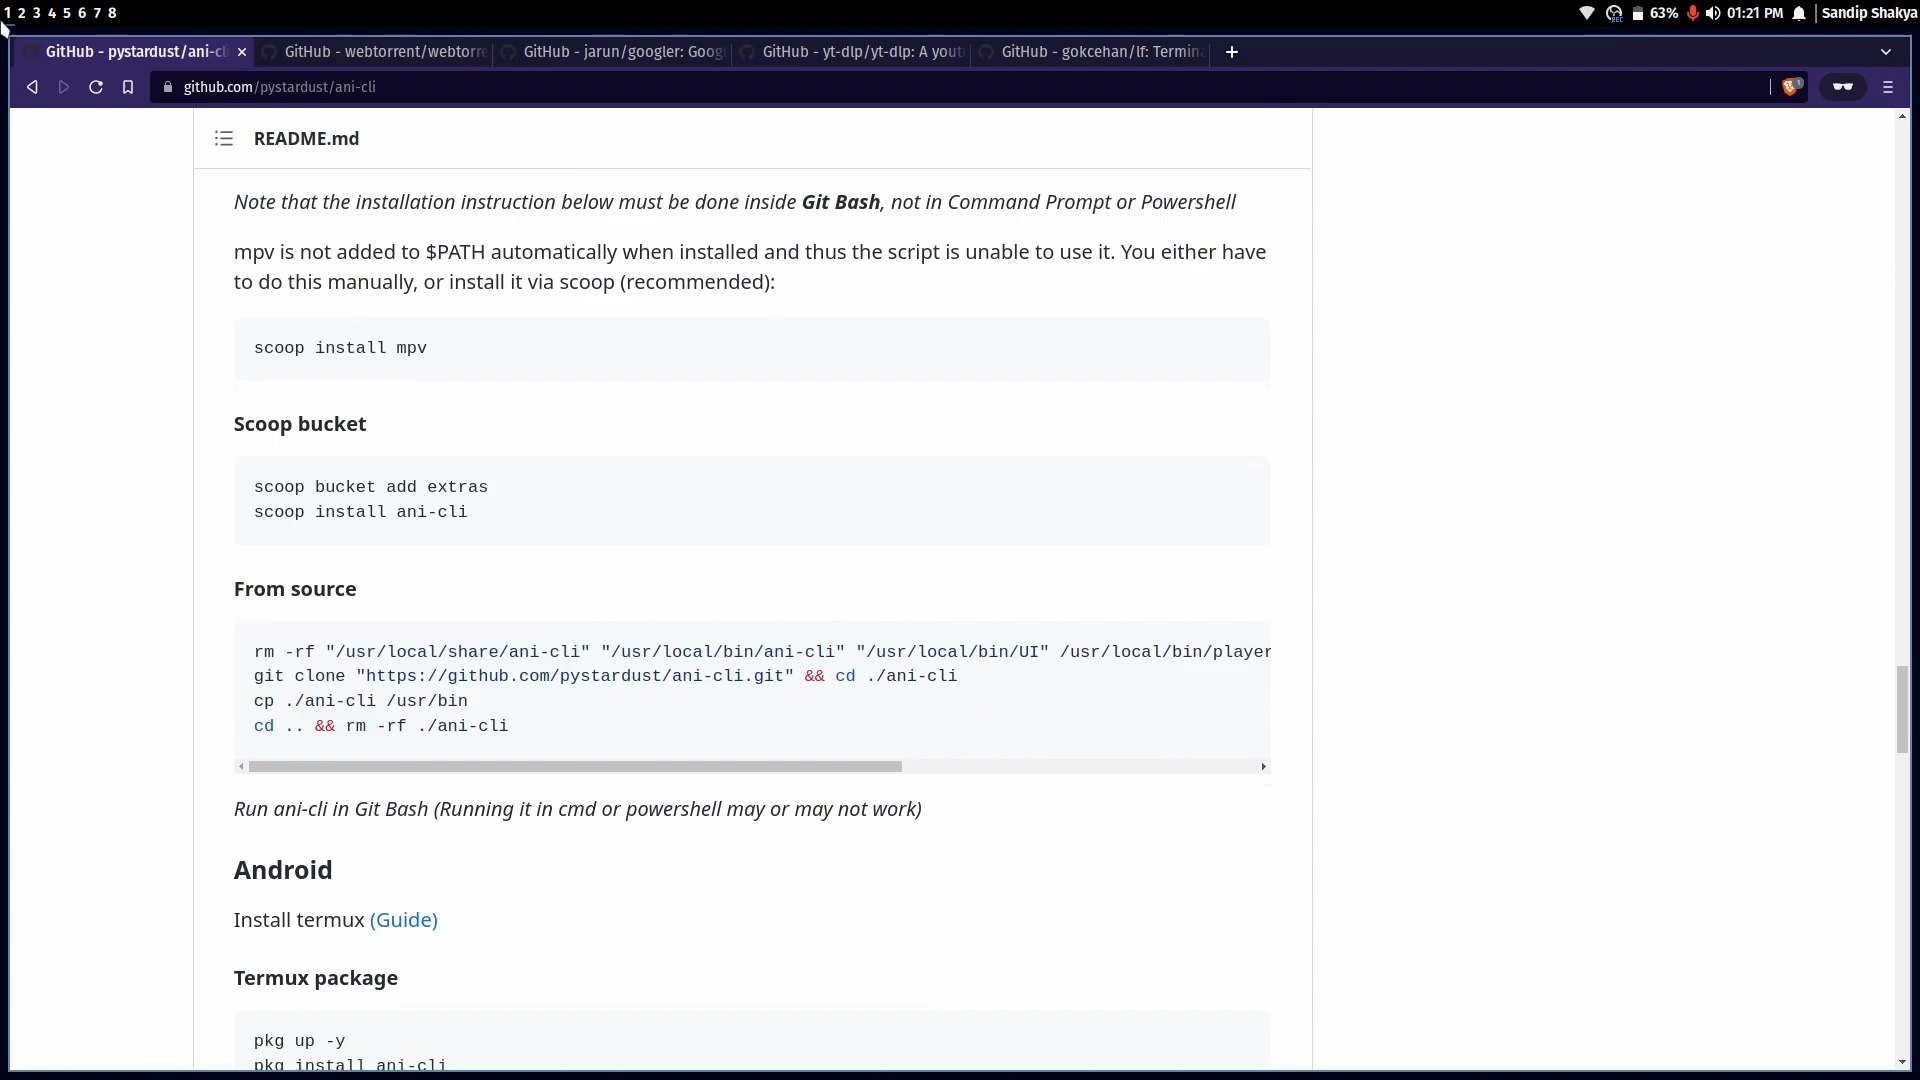 1 2 3 4 5 6 7 8
63% 01:21 PM Sandip Shakya
GitHub - pystardust/ani-cl
GitHub - webtorrent/webtorre
GitHub - jarun/googler: Goog
GitHub - yt-dlp/yt-dlp: A yout
GitHub - gokcehan/lf: Termina
github.com/pystardust/ani-cli
README.md
Note that the installation instruction below must be done inside Git Bash, not in Command Prompt or Powershell
mpv is not added to $PATH automatically when installed and thus the script is unable to use it. You either have
to do this manually, or install it via scoop (recommended):
scoop install mpv
Scoop bucket
scoop bucket add extras
scoop install ani-cli
From source
rm -rf "/usr/local/share/ani-cli" "/usr/local/bin/ani-cli" "/usr/local/bin/UI" /usr/local/bin/player
git clone "https://github.com/pystardust/ani-cli.git" && cd ./ani-cli
cp ./ani-cli /usr/bin
cd .. && rm -rf ./ani-cli
Run ani-cli in Git Bash (Running it in cmd or powershell may or may not work)
Android
Install termux (Guide)
Termux package
pkg up -y
pkg install ani-cli